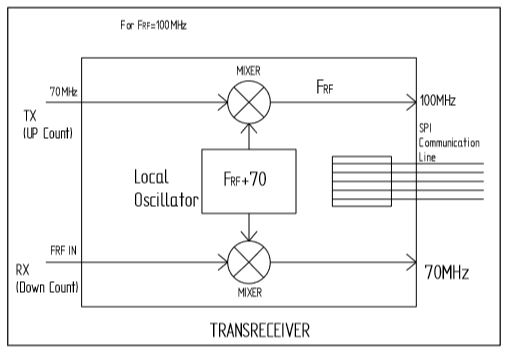 For FRF=100MHz
MIXER
70MHz
FRF
100MHz
TX
(UP Count)
SPI
Communication
Line
Local
Oscillator
FRF+70
FRF IN
RX
(Down Count)
MIXER
70MHz
TRANSRECEIVER